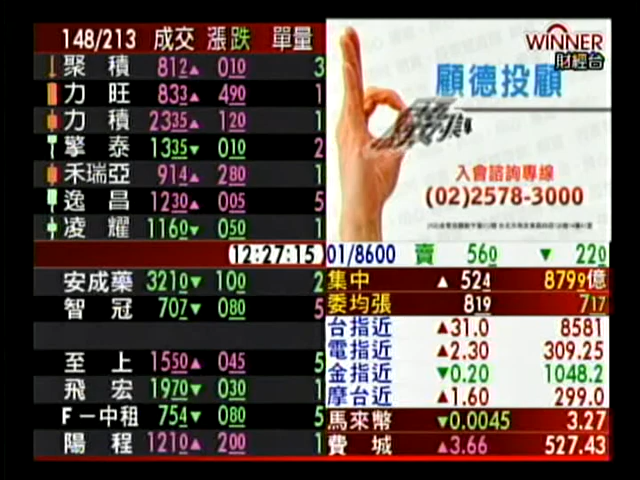 148/213 成交 漲跌 單量
聚積 812▲ 010 3
力旺 833▲ 490 1
力積 2335▲ 120 1
擎泰 1335▼ 010 2
禾瑞亞 914▲ 280 1
逸昌 1230▲ 005 5
凌耀 1160▼ 050 1
12:27:15
安成藥 3210▼ 100 2
智冠 707▼ 080 5
至上 1550▲ 045 5
飛宏 1970▼ 030 1
F－中租 754▼ 080 5
陽程 1210▲ 200 1
WINNER
財經台
顧德投顧
入會諮詢專線
(02)2578-3000
01/8600 賣 560 ▼ 220
集中 ▲ 524 8799億
委均張 819 717
台指近 ▲31.0 8581
電指近 ▲2.30 309.25
金指近 ▼0.20 1048.2
摩台近 ▲1.60 299.0
馬來幣 ▼0.0045 3.27
費城 ▲3.66 527.43